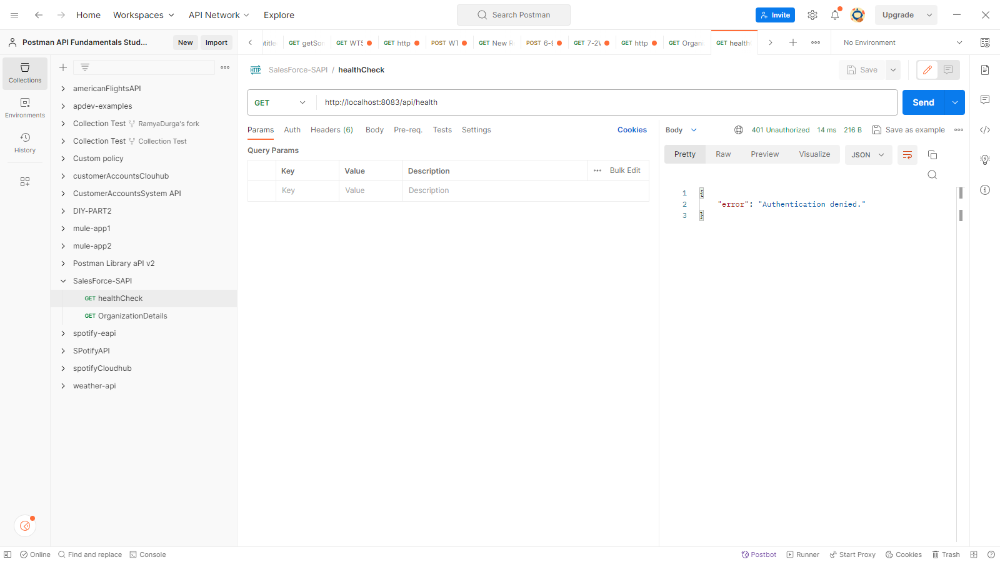 Home Workspaces API Network Explore Search Postman Invite Upgrade
Postman API Fundamentals Stud... New Import
GET getSo GET WT5 GET http POST WT GET New R POST 6-9 GET 7-2 GET http GET Organi GET health No Environment
Collections
Environments
History
americanFlightsAPI
apdev-examples
Collection Test RamyaDurga's fork
Collection Test Collection Test
Custom policy
customerAccountsClouhub
CustomerAccountsSystem API
DIY-PART2
mule-app1
mule-app2
Postman Library aPI v2
SalesForce-SAPI
GET healthCheck
GET OrganizationDetails
spotify-eapi
SPotifyAPI
spotifyCloudhub
weather-api
HTTP SalesForce-SAPI / healthCheck Save
GET http://localhost:8083/api/health Send
Params Auth Headers (6) Body Pre-req. Tests Settings Cookies
Query Params
Key Value Description Bulk Edit
Key Value Description
Body 401 Unauthorized 14 ms 216 B Save as example
Pretty Raw Preview Visualize JSON
1 {
2 "error": "Authentication denied."
3 }
Online Find and replace Console Postbot Runner Start Proxy Cookies Trash